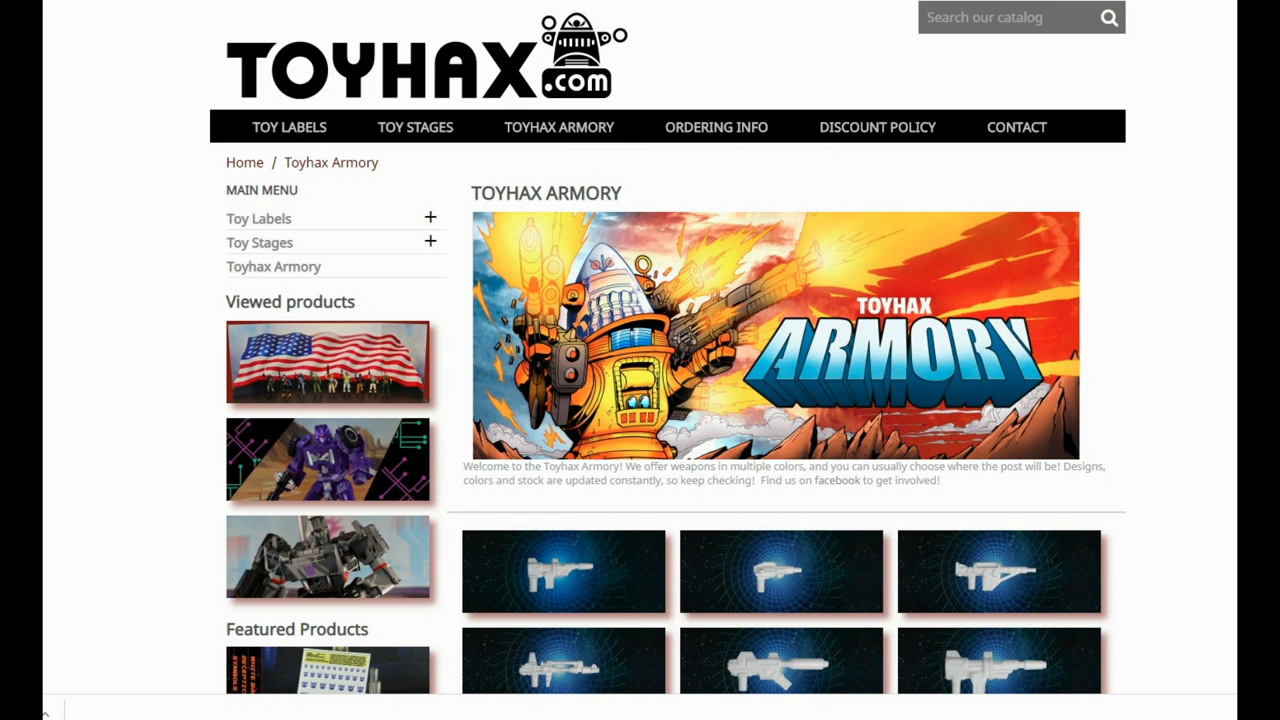 Search our catalog
TOYHAX
.com
TOY LABELS TOY STAGES TOYHAX ARMORY ORDERING INFO DISCOUNT POLICY CONTACT
Home / Toyhax Armory
MAIN MENU
Toy Labels +
Toy Stages +
Toyhax Armory
Viewed products
Featured Products
WHITE
DECEPTIC
SYMBOLS
TOYHAX ARMORY
TOYHAX
ARMORY
Welcome to the Toyhax Armory! We offer weapons in multiple colors, and you can usually choose where the post will be! Designs,
colors and stock are updated constantly, so keep checking! Find us on facebook to get involved!